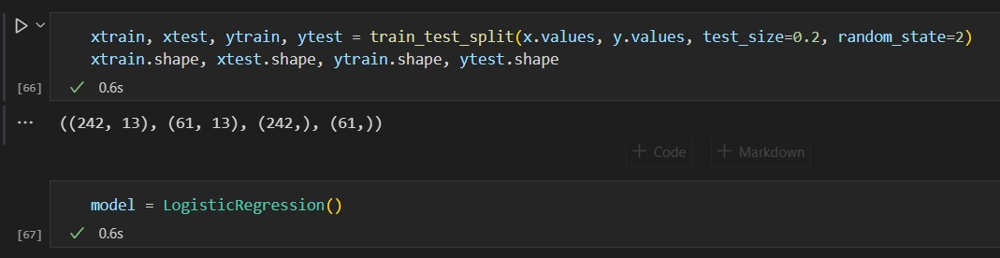 xtrain, xtest, ytrain, ytest = train_test_split(x.values, y.values, test_size=0.2, random_state=2)
xtrain.shape, xtest.shape, ytrain.shape, ytest.shape
[66] ✓ 0.6s
... ((242, 13), (61, 13), (242,), (61,))
+ Code + Markdown
model = LogisticRegression()
[67] ✓ 0.6s